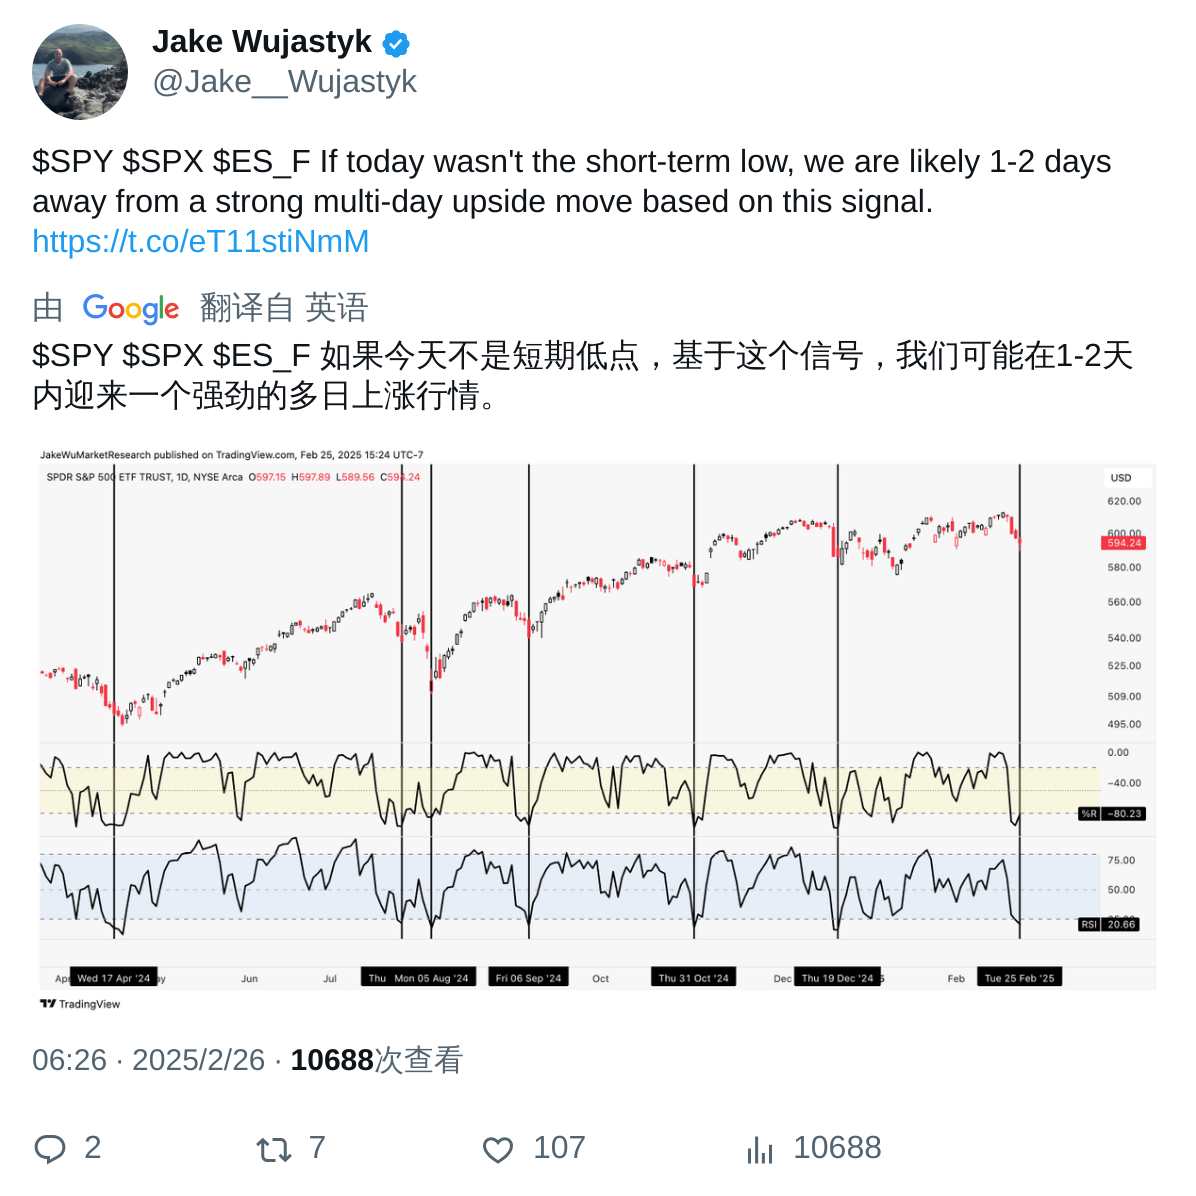 Jake Wujastyk
@Jake__Wujastyk
$SPY $SPX $ES_F If today wasn't the short-term low, we are likely 1-2 days
away from a strong multi-day upside move based on this signal.
https://t.co/eT11stiNmM
由 Google 翻译自 英语
$SPY $SPX $ES_F 如果今天不是短期低点，基于这个信号，我们可能在1-2天
内迎来一个强劲的多日上涨行情。
JakeWuMarketResearch published on TradingView.com, Feb 25, 2025 15:24 UTC-7
SPDR S&P 500 ETF TRUST, 1D, NYSE Arca O597.15 H597.89 L589.56 C594.24
USD
620.00
600.00
594.24
580.00
560.00
540.00
525.00
509.00
495.00
0.00
−40.00
%R −80.23
75.00
50.00
RSI 20.66
Wed 17 Apr '24 Jun Jul Thu Mon 05 Aug '24 Fri 06 Sep '24 Oct Thu 31 Oct '24 Dec Thu 19 Dec '24 Feb Tue 25 Feb '25
TradingView
06:26 · 2025/2/26 · 10688次查看
2 7 107 10688